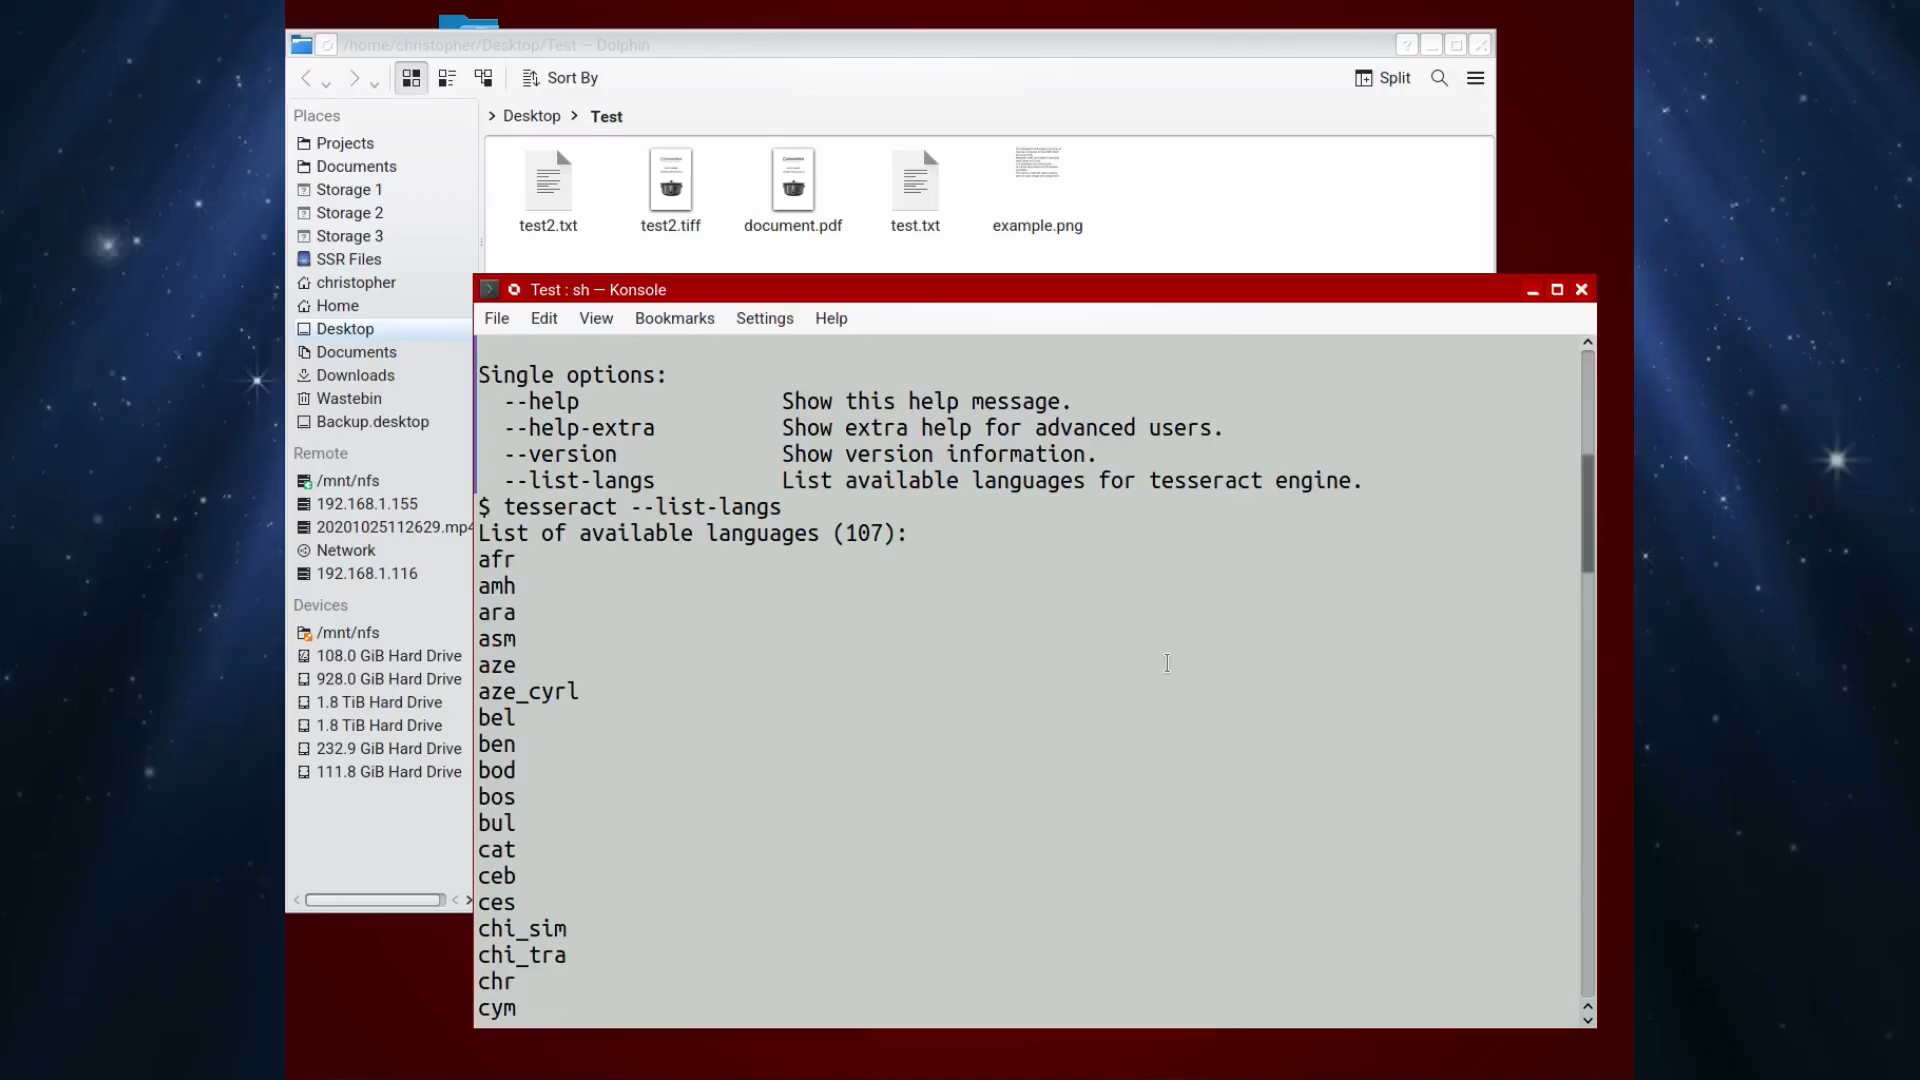 /home/christopher/Desktop/Test — Dolphin
Sort By
Split
Places
Projects
Documents
Storage 1
Storage 2
Storage 3
SSR Files
christopher
Home
Desktop
Documents
Downloads
Wastebin
Backup.desktop
Remote
/mnt/nfs
192.168.1.155
20201025112629.mp4
Network
192.168.1.116
Devices
/mnt/nfs
108.0 GiB Hard Drive
928.0 GiB Hard Drive
1.8 TiB Hard Drive
1.8 TiB Hard Drive
232.9 GiB Hard Drive
111.8 GiB Hard Drive
> Desktop > Test
test2.txt
test2.tiff
document.pdf
test.txt
example.png
Test : sh — Konsole
File Edit View Bookmarks Settings Help
Single options:
--help Show this help message.
--help-extra Show extra help for advanced users.
--version Show version information.
--list-langs List available languages for tesseract engine.
$ tesseract --list-langs
List of available languages (107):
afr
amh
ara
asm
aze
aze_cyrl
bel
ben
bod
bos
bul
cat
ceb
ces
chi_sim
chi_tra
chr
cym